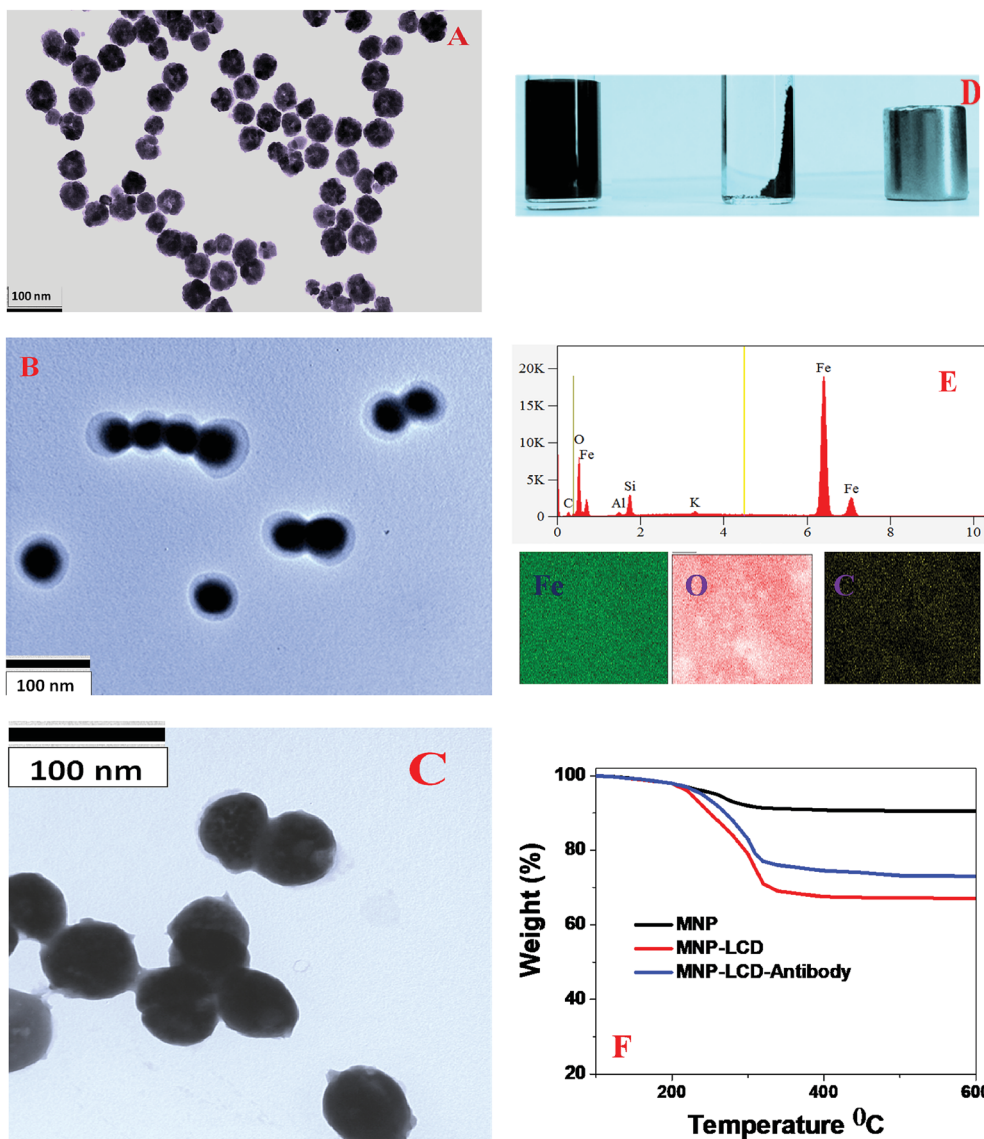 A
100 nm
B
100 nm
C
100 nm
D
E
20K
15K
10K
5K
0
Fe
O
Fe
C
Al
Si
K
Fe
0
2
4
6
8
10
Fe
O
C
F
Weight (%)
100
80
60
40
20
MNP
MNP-LCD
MNP-LCD-Antibody
200
400
600
Temperature ⁰C